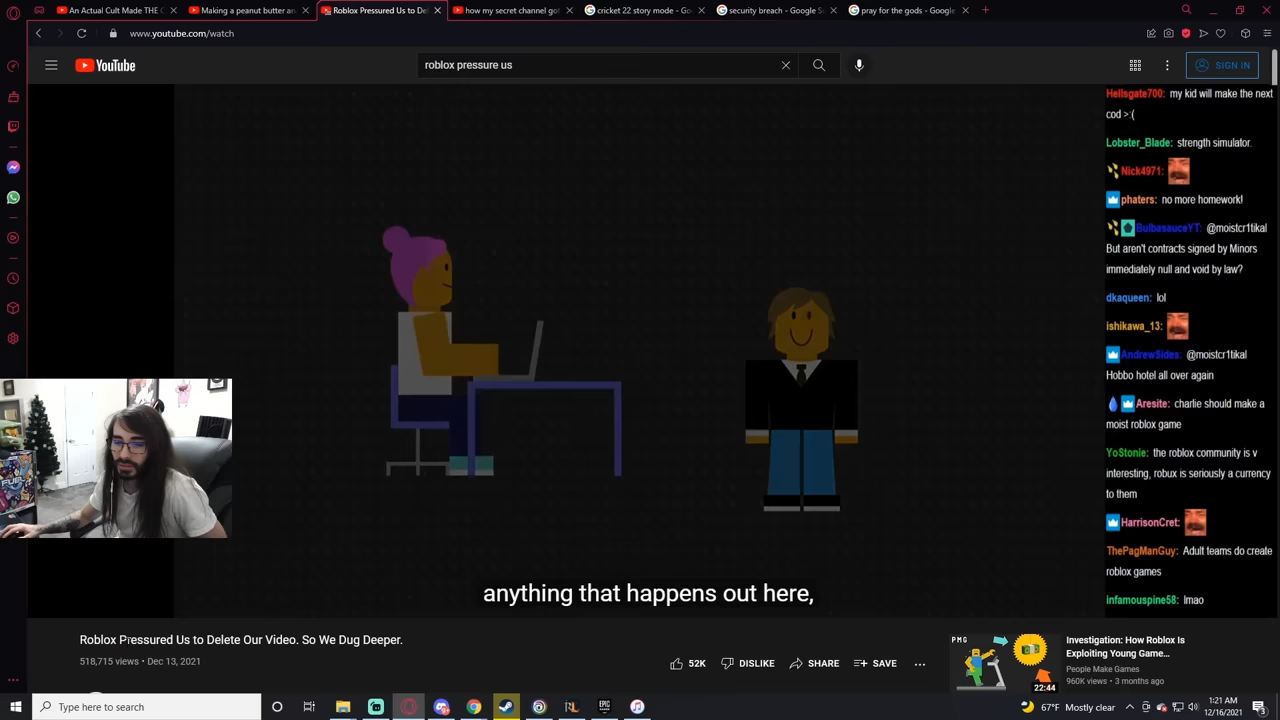 An Actual Cult Made THE C
Making a peanut butter an
Roblox Pressured Us to Del
how my secret channel got
cricket 22 story mode - Goo
security breach - Google Se
pray for the gods - Google
www.youtube.com/watch
YouTube
roblox pressure us
SIGN IN
Hellsgate700: my kid will make the next
cod >:(
Lobster_Blade: strength simulator.
Nick4971:
phaters: no more homework!
BulbasauceYT: @moistcr1tikal
But aren't contracts signed by Minors
immediately null and void by law?
dkaqueen: lol
ishikawa_13:
AndrewSides: @moistcr1tikal
Hobbo hotel all over again
Aresite: charlie should make a
moist roblox game
YoStonie: the roblox community is v
interesting, robux is seriously a currency
to them
HarrisonCret:
ThePagManGuy: Adult teams do create
roblox games
infamouspine58: lmao
anything that happens out here,
Roblox Pressured Us to Delete Our Video. So We Dug Deeper.
518,715 views • Dec 13, 2021
52K
DISLIKE
SHARE
SAVE
PMG
22:44
Investigation: How Roblox Is
Exploiting Young Game...
People Make Games
960K views • 3 months ago
Type here to search
EPIC
67°F Mostly clear
1:21 AM
12/16/2021